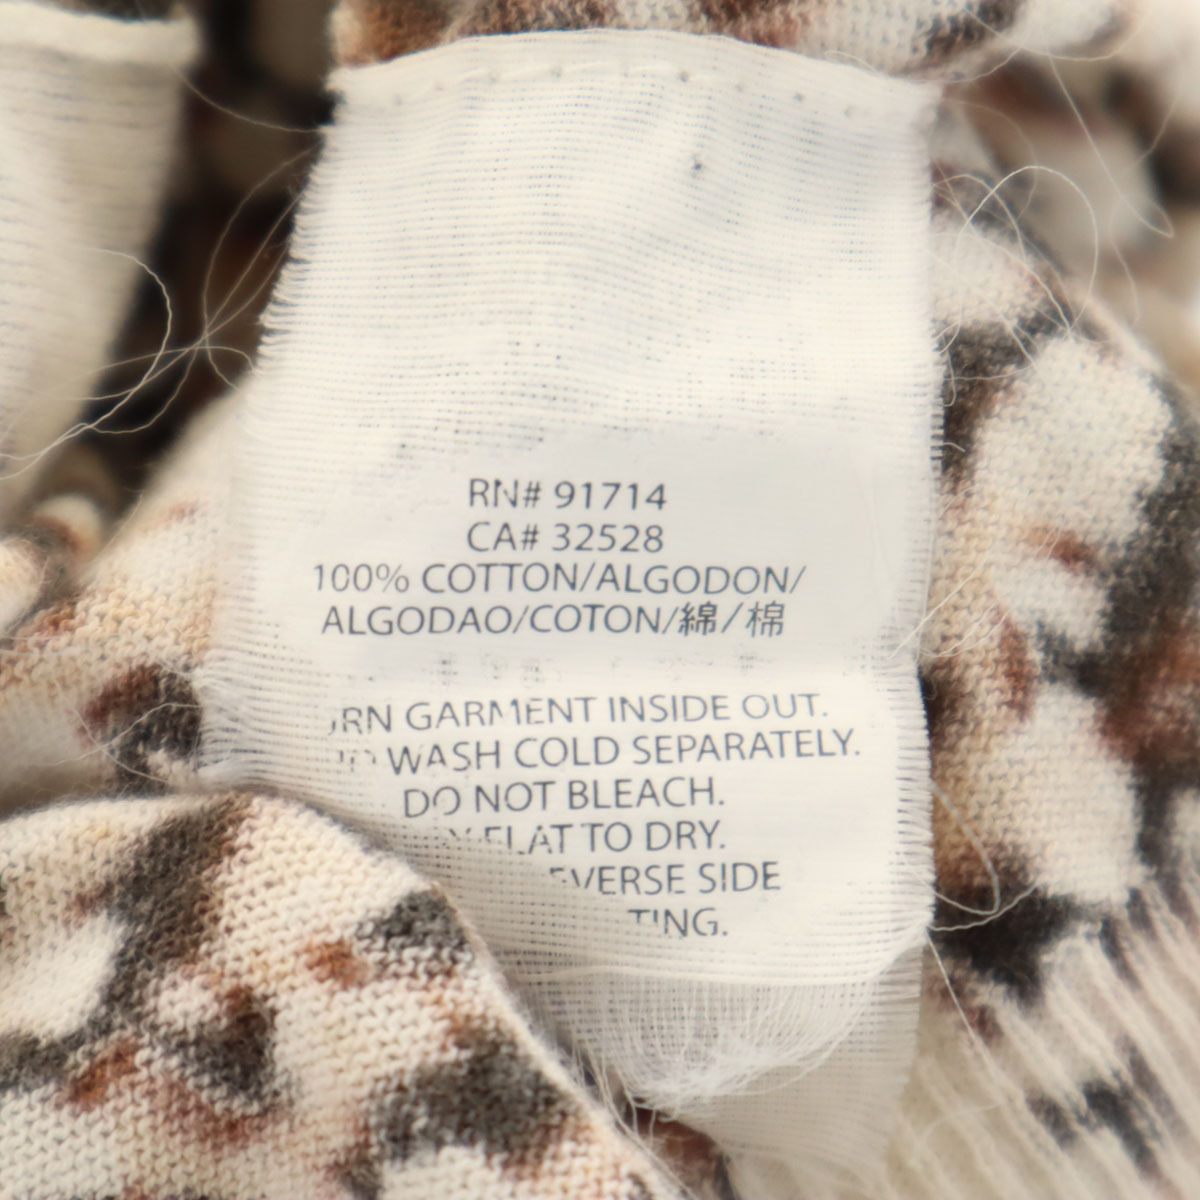 RN# 91714
CA# 32528
100% COTTON/ALGODON/
ALGODAO/COTON/綿/棉
GARMENT INSIDE OUT.
WASH COLD SEPARATELY.
DO NOT BLEACH.
FLAT TO DRY.
SIDE